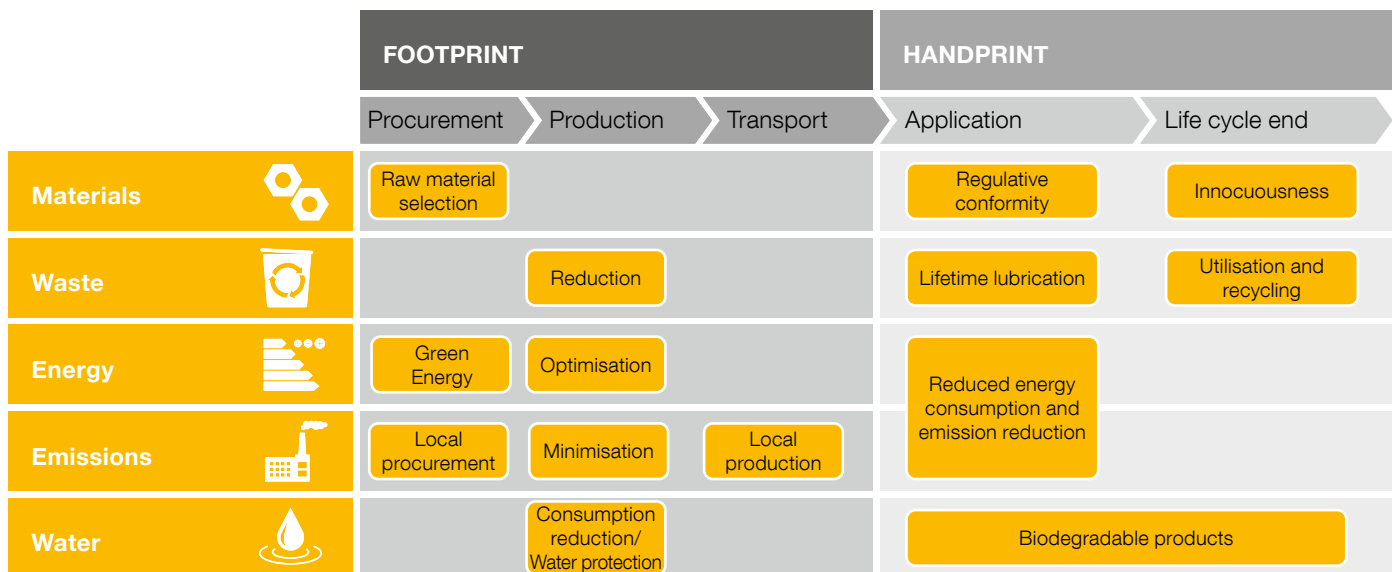 FOOTPRINT
HANDPRINT
Procurement
Production
Transport
Application
Life cycle end
Materials
Raw material
selection
Regulative
conformity
Innocuousness
Waste
Reduction
Lifetime lubrication
Utilisation and
recycling
Energy
Green
Energy
Optimisation
Reduced energy
consumption and
emission reduction
Emissions
Local
procurement
Minimisation
Local
production
Water
Consumption
reduction/
Water protection
Biodegradable products